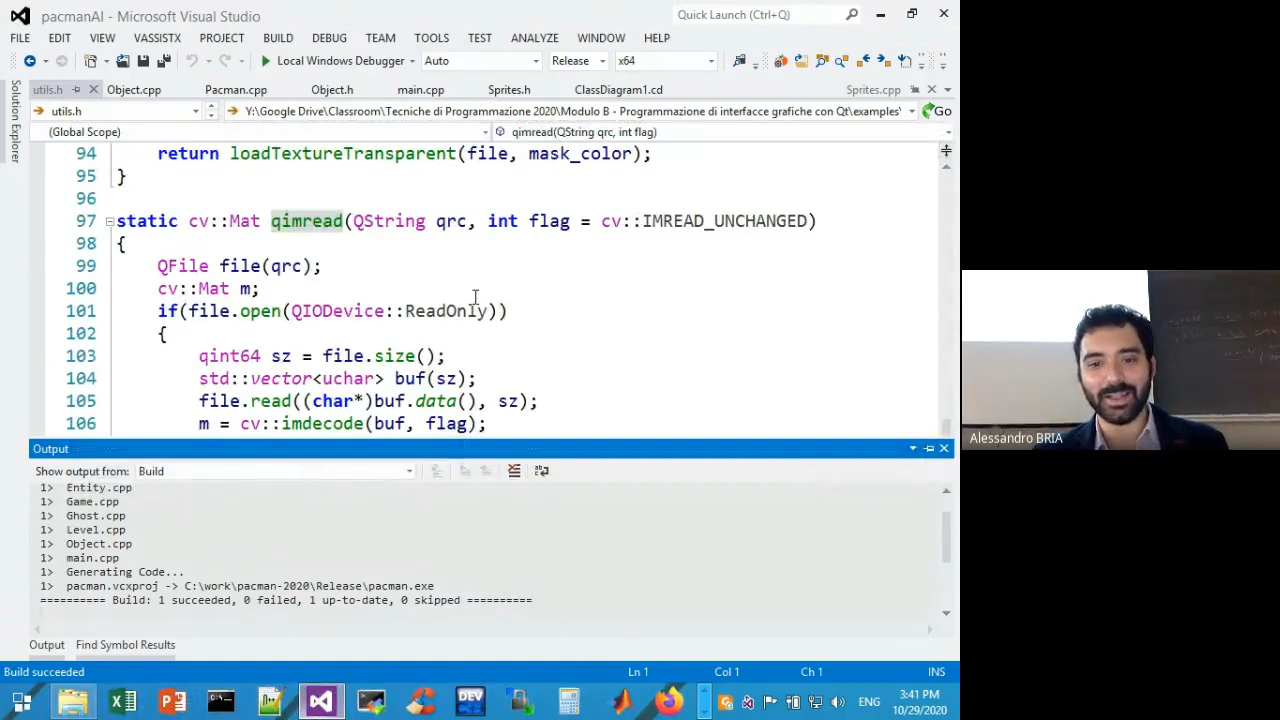 pacmanAI - Microsoft Visual Studio
Quick Launch (Ctrl+Q)
FILE EDIT VIEW VASSISTX PROJECT BUILD DEBUG TEAM TOOLS TEST ANALYZE WINDOW HELP
Local Windows Debugger Auto Release x64
utils.h Object.cpp Pacman.cpp Object.h main.cpp Sprites.h ClassDiagram1.cd Sprites.cpp
utils.h Y:\Google Drive\Classroom\Tecniche di Programmazione 2020\Modulo B - Programmazione di interfacce grafiche con Qt\examples\ Go
(Global Scope) qimread(QString qrc, int flag)
Solution Explorer
94 return loadTextureTransparent(file, mask_color);
95 }
96
97 static cv::Mat qimread(QString qrc, int flag = cv::IMREAD_UNCHANGED)
98 {
99 QFile file(qrc);
100 cv::Mat m;
101 if(file.open(QIODevice::ReadOnly))
102 {
103 qint64 sz = file.size();
104 std::vector<uchar> buf(sz);
105 file.read((char*)buf.data(), sz);
106 m = cv::imdecode(buf, flag);
Output
Show output from: Build
1> Entity.cpp
1> Game.cpp
1> Ghost.cpp
1> Level.cpp
1> Object.cpp
1> main.cpp
1> Generating Code...
1> pacman.vcxproj -> C:\work\pacman-2020\Release\pacman.exe
========== Build: 1 succeeded, 0 failed, 1 up-to-date, 0 skipped ==========
Output Find Symbol Results
Build succeeded Ln 1 Col 1 Ch 1 INS
DEV
ENG
3:41 PM
10/29/2020
Alessandro BRIA